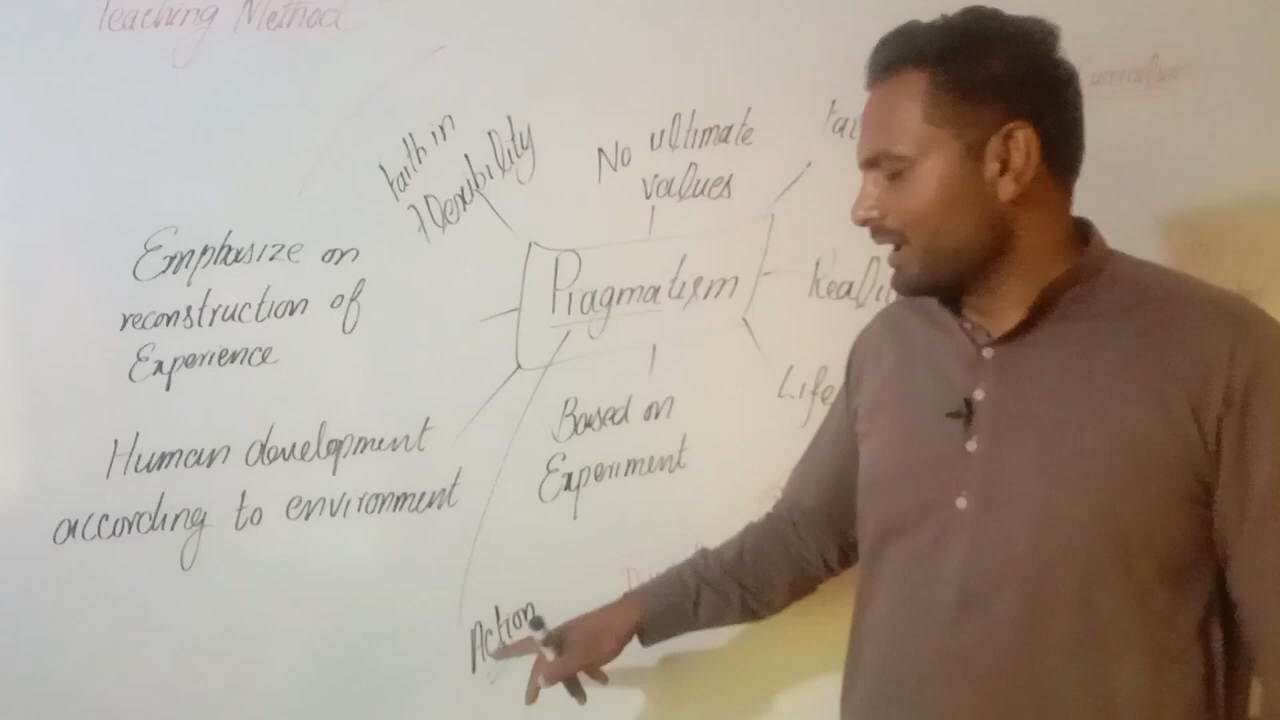 Teaching Method
Faith in
Flexibility
No ultimate
values
Emphasize on
reconstruction of
Experience
Pragmatism
Human development
according to environment
Based on
Experiment
Life
Action